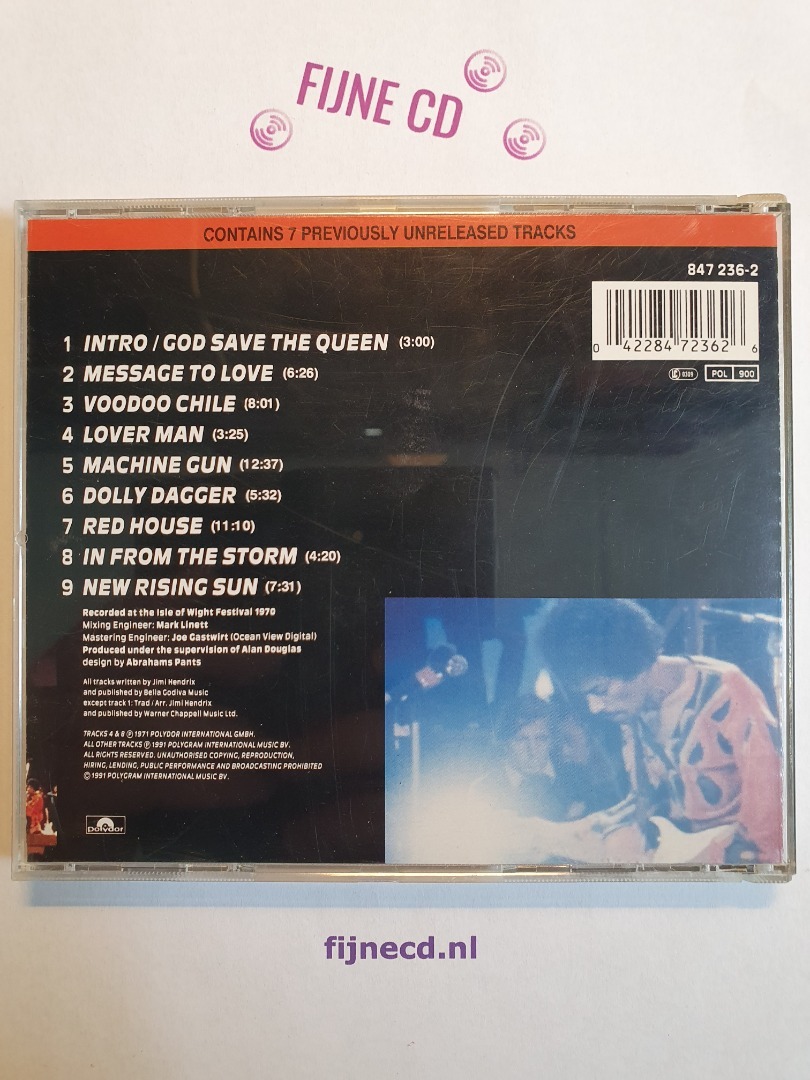 FIJNE CD
CONTAINS 7 PREVIOUSLY UNRELEASED TRACKS
847 236-2
0 42284 72362 6
LC 0309 POL 900
1 INTRO / GOD SAVE THE QUEEN (3:00)
2 MESSAGE TO LOVE (6:26)
3 VOODOO CHILE (8:01)
4 LOVER MAN (3:25)
5 MACHINE GUN (12:37)
6 DOLLY DAGGER (5:32)
7 RED HOUSE (11:10)
8 IN FROM THE STORM (4:20)
9 NEW RISING SUN (7:31)
Recorded at the Isle of Wight Festival 1970
Mixing Engineer: Mark Linett
Mastering Engineer: Joe Gastwirt (Ocean View Digital)
Produced under the supervision of Alan Douglas
design by Abrahams Pants
All tracks written by Jimi Hendrix
and published by Bella Godiva Music
except track 1: Trad / Arr. Jimi Hendrix
and published by Warner Chappell Music Ltd.
TRACKS 4 & 8 ℗ 1971 POLYDOR INTERNATIONAL GMBH.
ALL OTHER TRACKS ℗ 1991 POLYGRAM INTERNATIONAL MUSIC BV.
ALL RIGHTS RESERVED. UNAUTHORISED COPYING, REPRODUCTION,
HIRING, LENDING, PUBLIC PERFORMANCE AND BROADCASTING PROHIBITED
© 1991 POLYGRAM INTERNATIONAL MUSIC BV.
polydor
fijnecd.nl